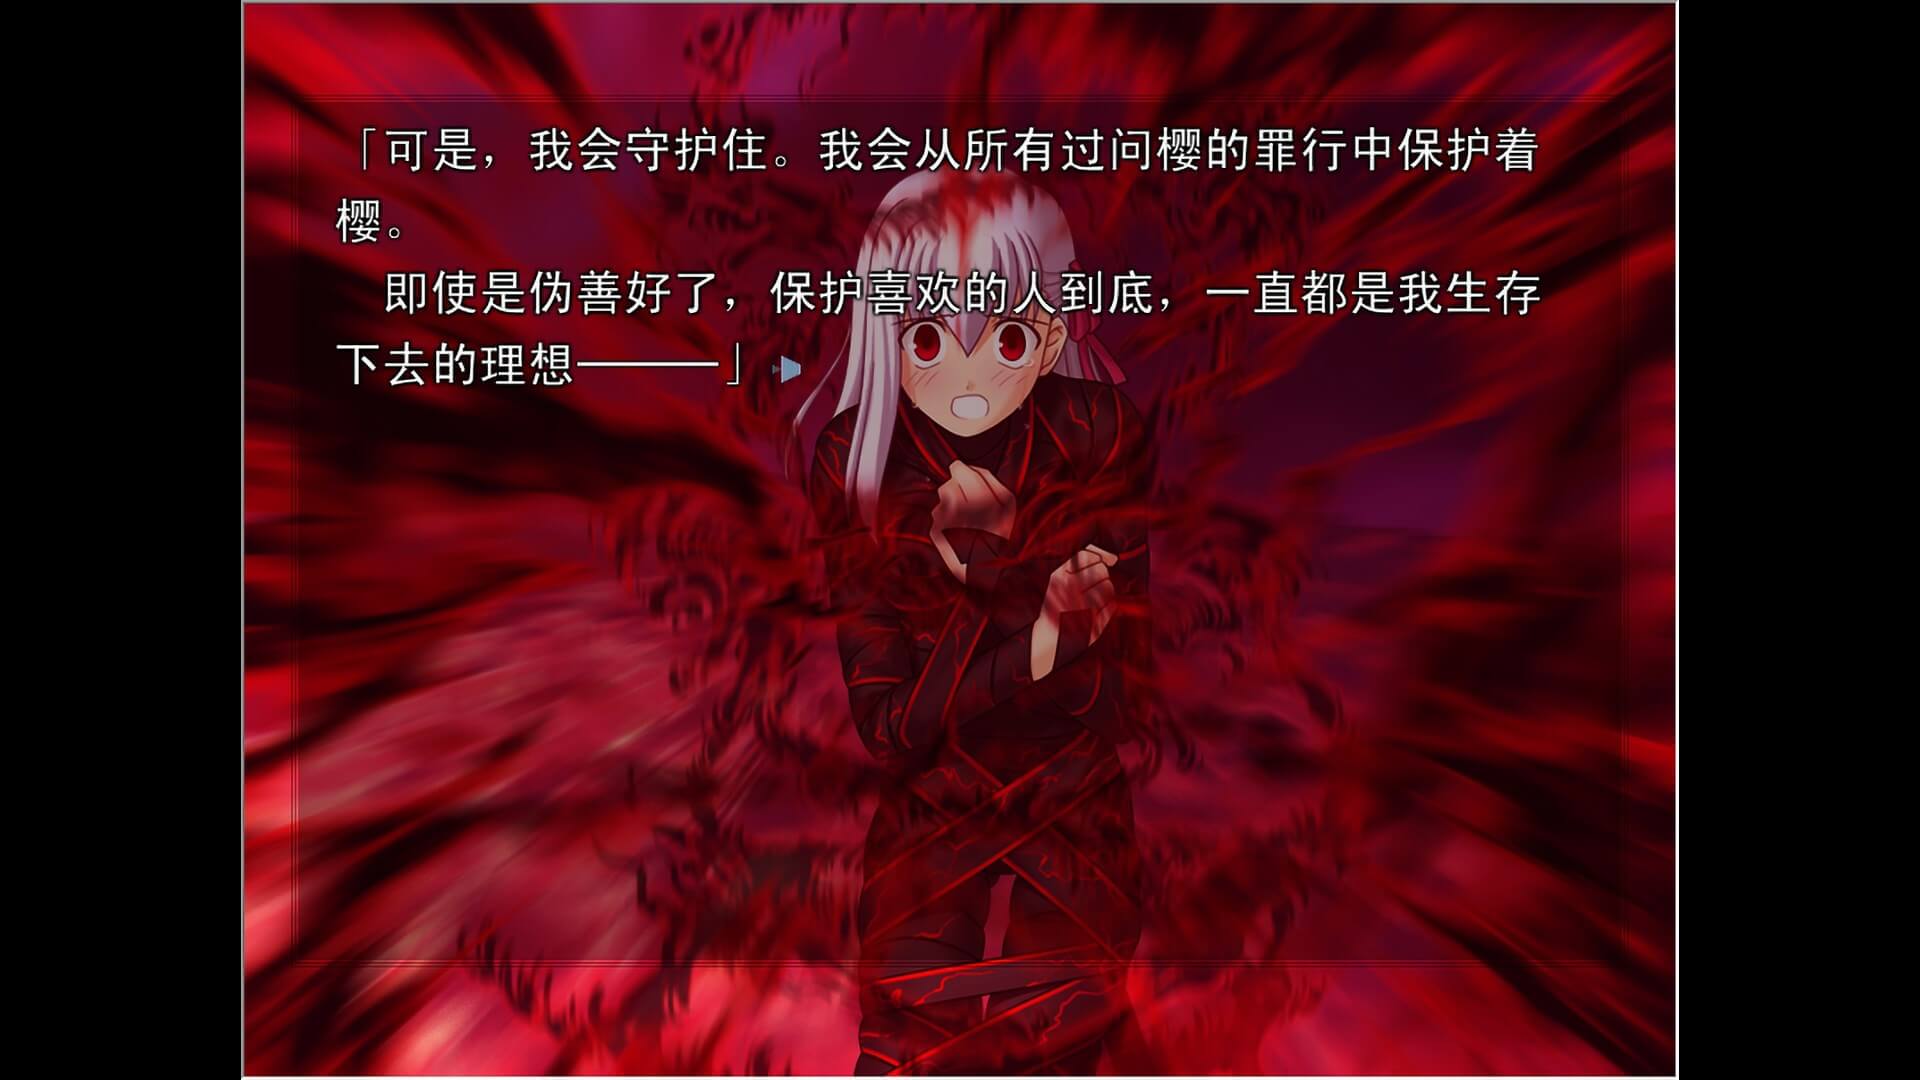 「可是，我会守护住。我会从所有过问樱的罪行中保护着
樱。
即使是伪善好了，保护喜欢的人到底，一直都是我生存
下去的理想———」